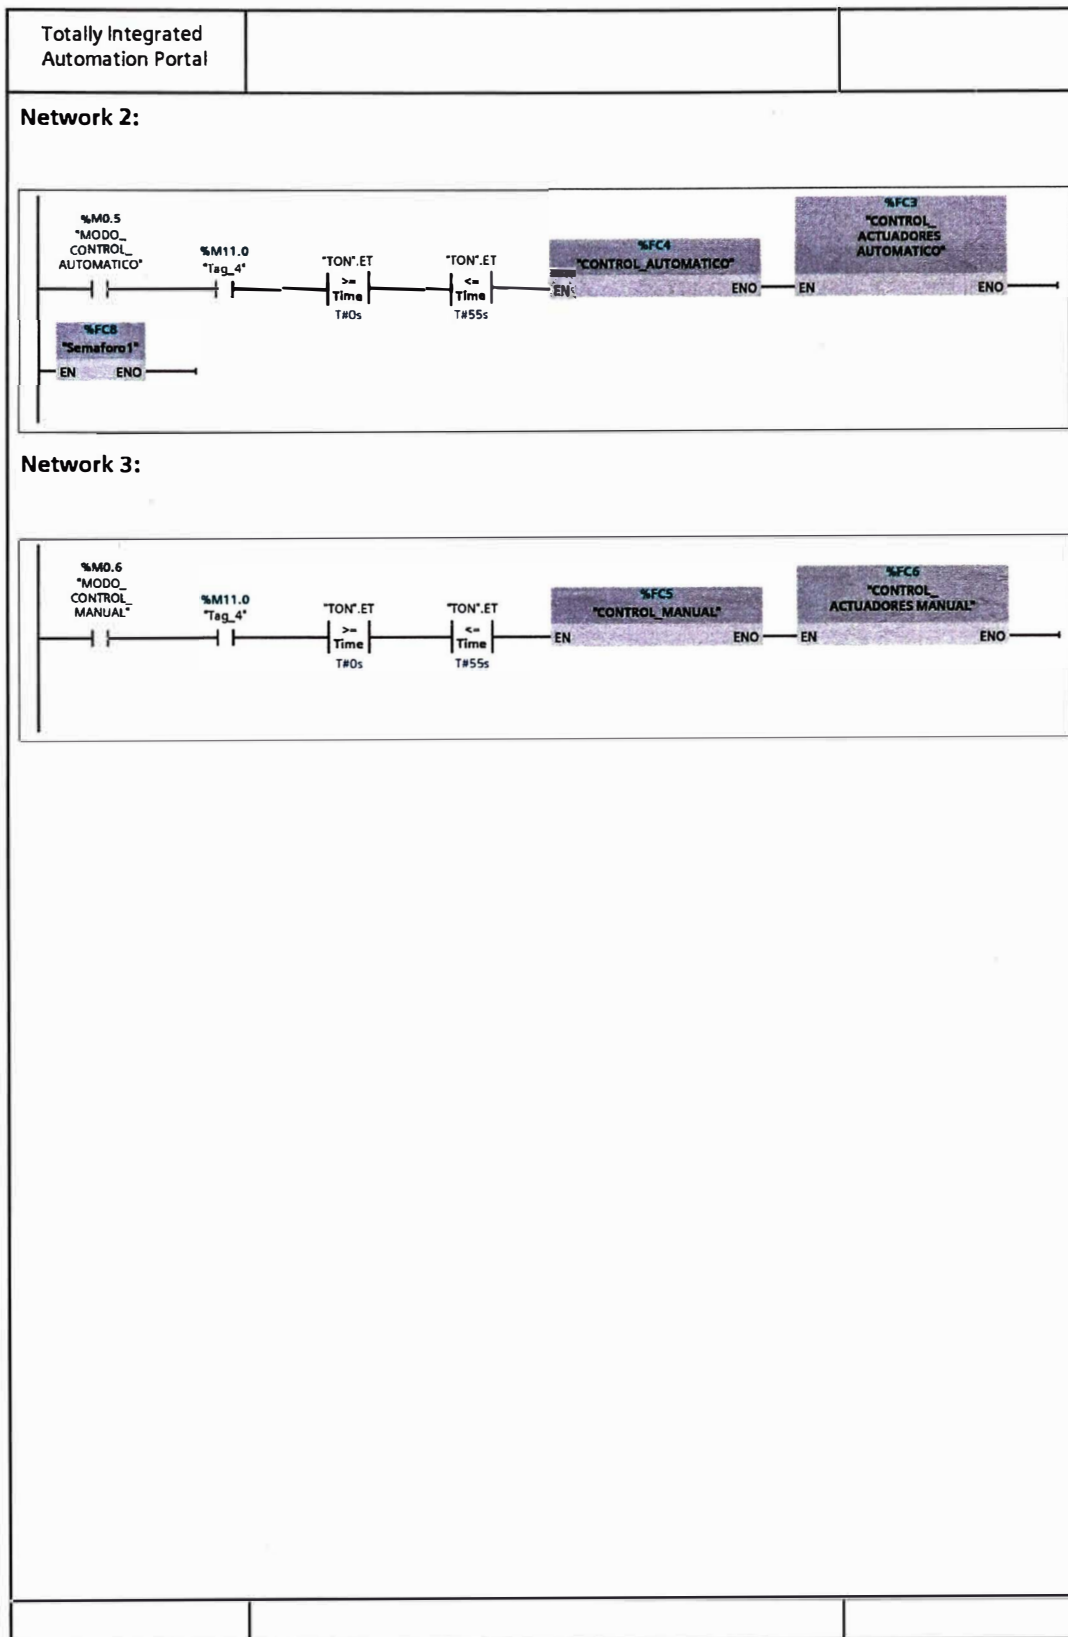 Totally Integrated
Automation Portal
Network 2:
%M0.5
"MODO_
CONTROL_
AUTOMATICO"
%M11.0
"Tag_4"
"TON".ET
>=
Time
T#0s
"TON".ET
<=
Time
T#55s
%FC4
"CONTROL_AUTOMATICO"
EN
ENO
%FC3
"CONTROL_
ACTUADORES
AUTOMATICO"
EN
ENO
%FC8
"Semaforo1"
EN
ENO
Network 3:
%M0.6
"MODO_
CONTROL_
MANUAL"
%M11.0
"Tag_4"
"TON".ET
>=
Time
T#0s
"TON".ET
<=
Time
T#55s
%FC5
"CONTROL_MANUAL"
EN
ENO
%FC6
"CONTROL_
ACTUADORES MANUAL"
EN
ENO